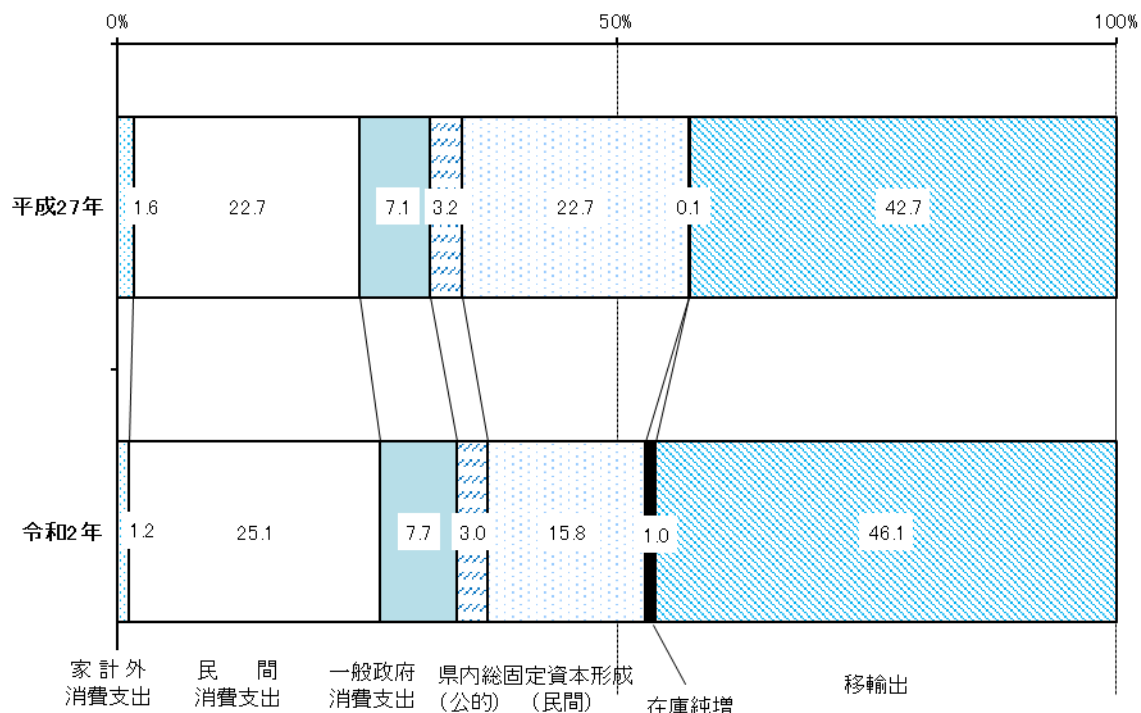 0% 50% 100%
平成27年 1.6 22.7 7.1 3.2 22.7 0.1 42.7
令和2年 1.2 25.1 7.7 3.0 15.8 1.0 46.1
家計外
消費支出
民　間
消費支出
一般政府
消費支出
県内総固定資本形成
(公的)　(民間)
在庫純増
移輸出